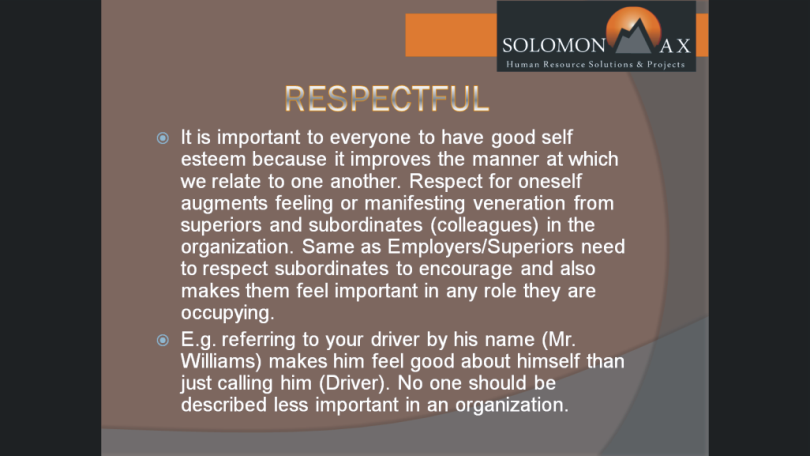 SOLOMON AX
Human Resource Solutions & Projects
RESPECTFUL
It is important to everyone to have good self
esteem because it improves the manner at which
we relate to one another. Respect for oneself
augments feeling or manifesting veneration from
superiors and subordinates (colleagues) in the
organization. Same as Employers/Superiors need
to respect subordinates to encourage and also
makes them feel important in any role they are
occupying.
E.g. referring to your driver by his name (Mr.
Williams) makes him feel good about himself than
just calling him (Driver). No one should be
described less important in an organization.